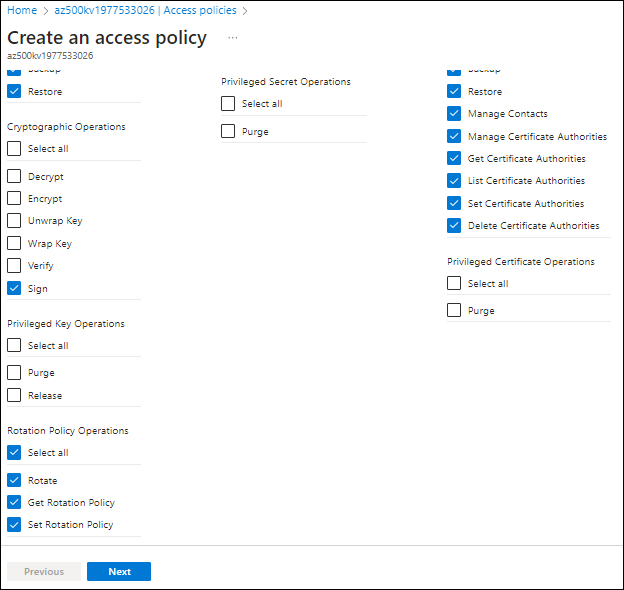 Home > az500kv1977533026 | Access policies >
Create an access policy ...
az500kv1977533026
Backup
Restore
Cryptographic Operations
Select all
Decrypt
Encrypt
Unwrap Key
Wrap Key
Verify
Sign
Privileged Key Operations
Select all
Purge
Release
Rotation Policy Operations
Select all
Rotate
Get Rotation Policy
Set Rotation Policy
Privileged Secret Operations
Select all
Purge
Backup
Restore
Manage Contacts
Manage Certificate Authorities
Get Certificate Authorities
List Certificate Authorities
Set Certificate Authorities
Delete Certificate Authorities
Privileged Certificate Operations
Select all
Purge
Previous
Next